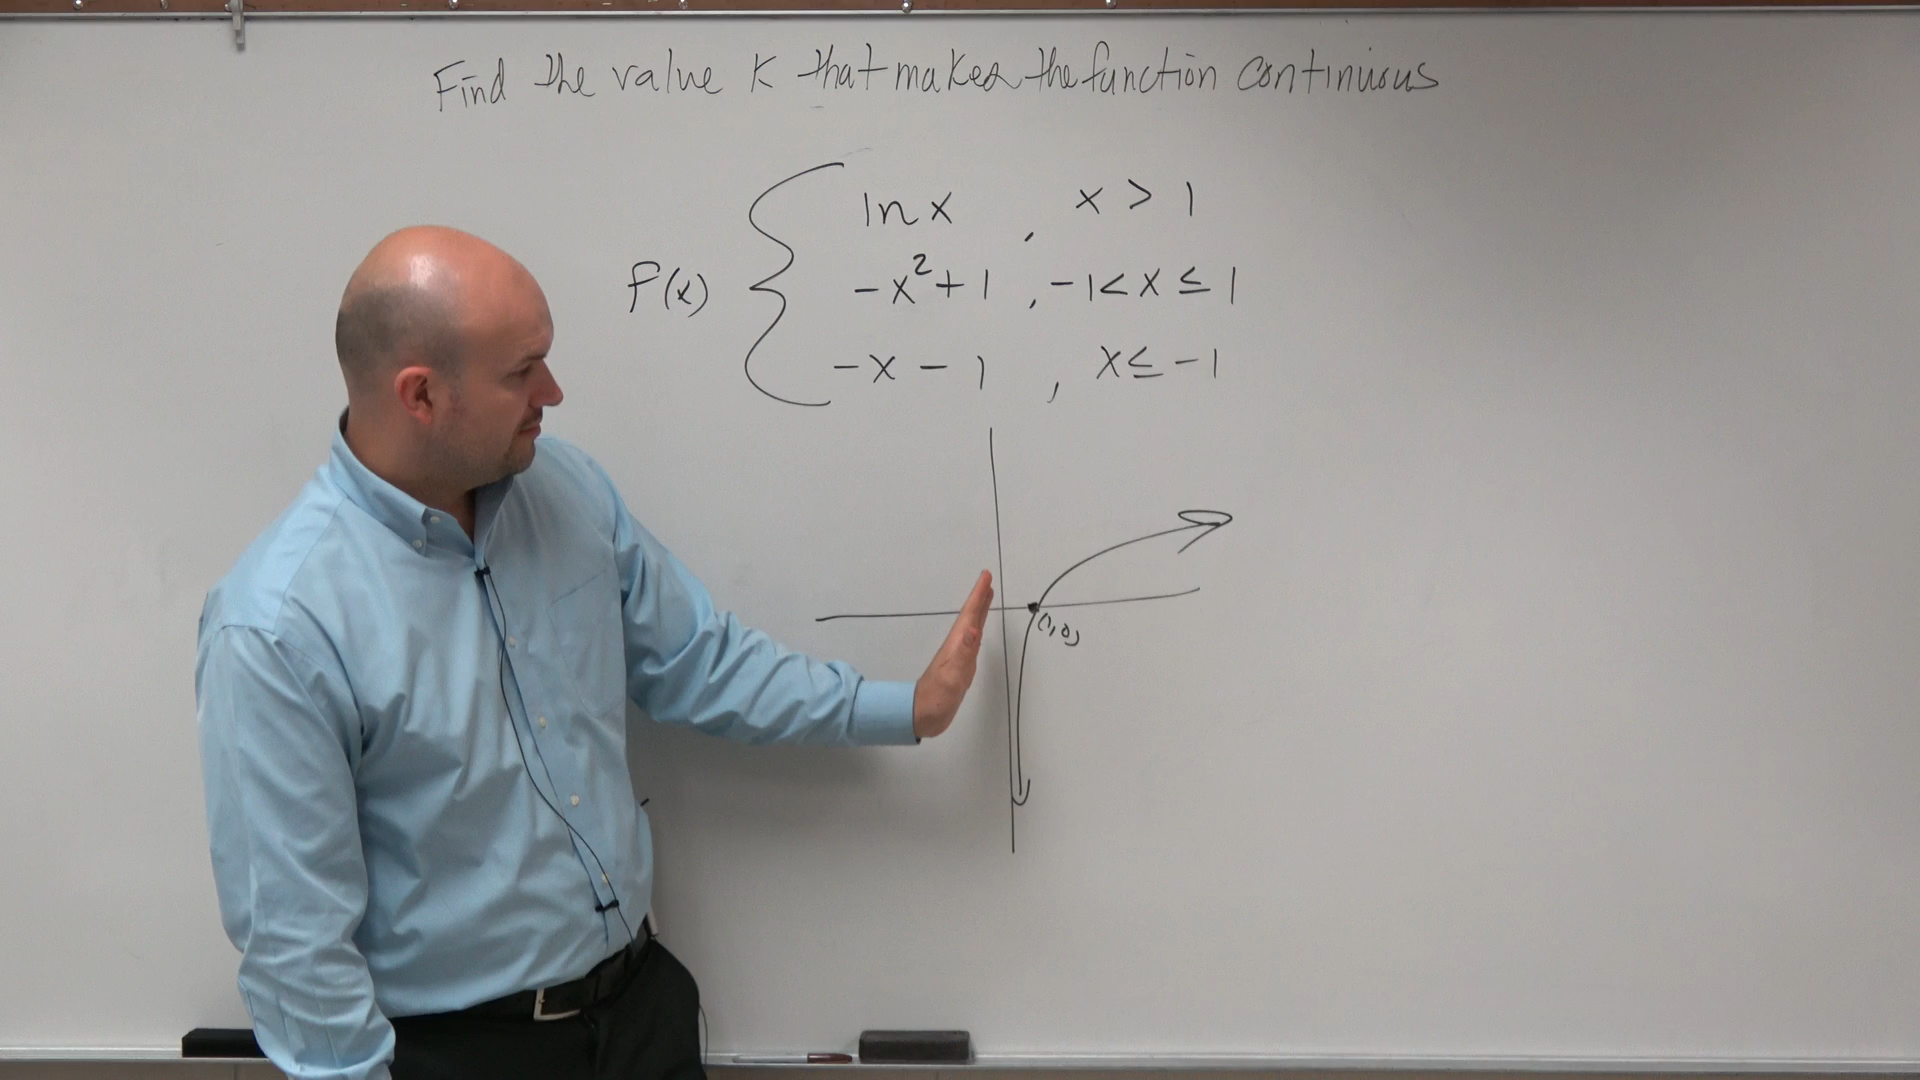 Find the value K that makes the function continuous
ln x , x > 1
f(x) { -x²+1 , -1< x ≤ 1
-x - 1 , x ≤ -1
(1,0)